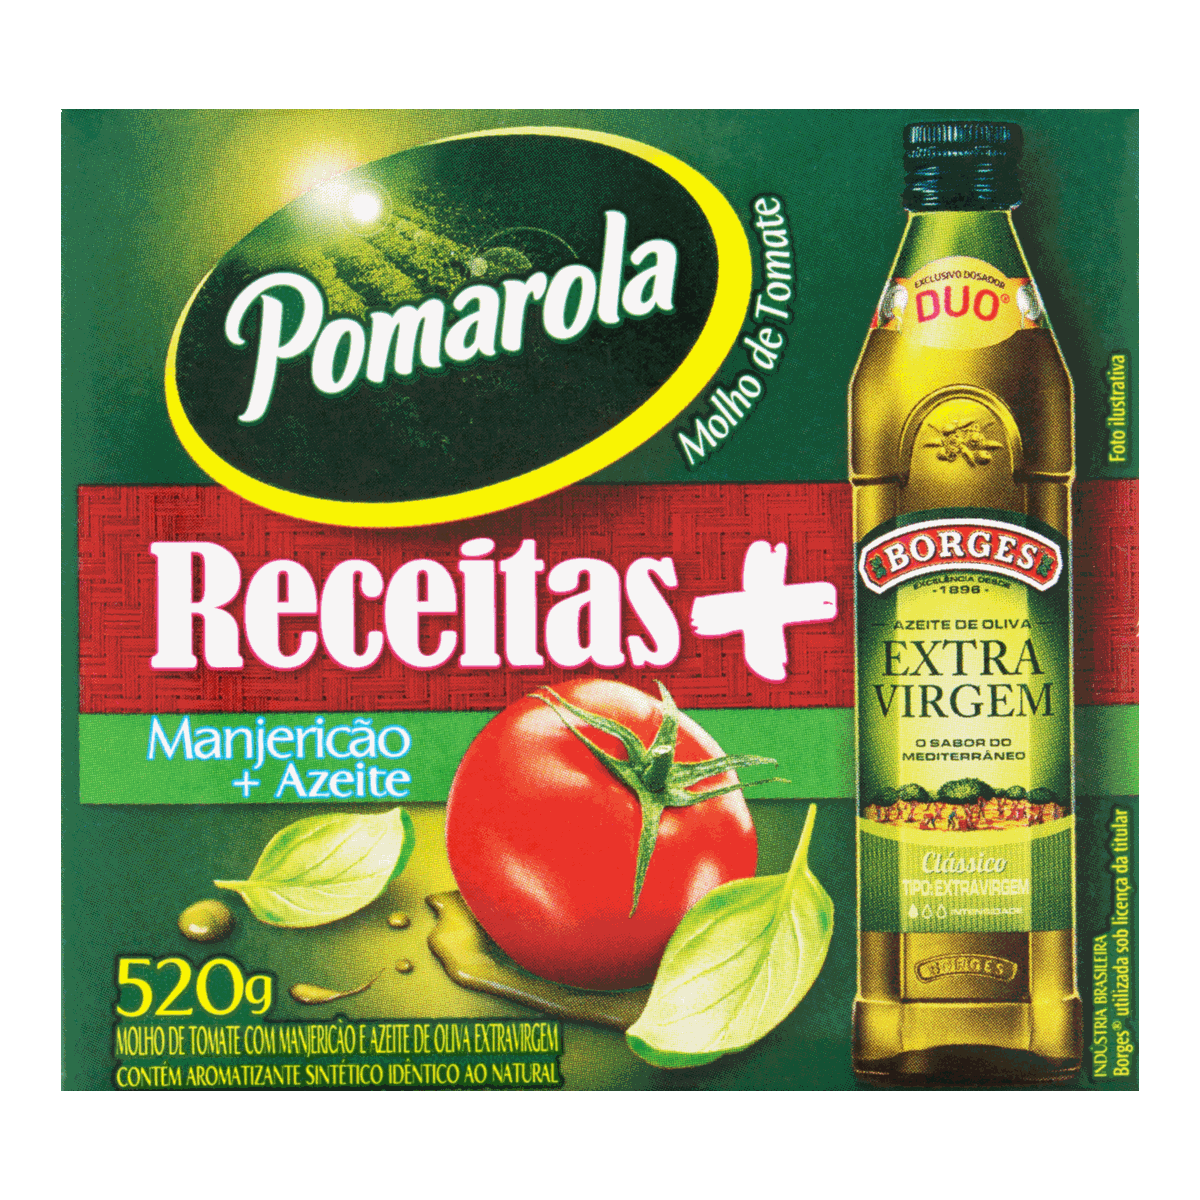 Pomarola
Molho de Tomate
Receitas+
Manjericão
+ Azeite
520g
MOLHO DE TOMATE COM MANJERICÃO E AZEITE DE OLIVA EXTRAVIRGEM
CONTÉM AROMATIZANTE SINTÉTICO IDÊNTICO AO NATURAL
EXCLUSIVO DOSADOR
DUO®
BORGES
EXCELÊNCIA DESDE
-1896-
AZEITE DE OLIVA
EXTRA
VIRGEM
O SABOR DO
MEDITERRÂNEO
Clássico
TIPO: EXTRAVIRGEM
INTENSIDADE
BORGES
Foto ilustrativa
INDÚSTRIA BRASILEIRA
Borges® utilizada sob licença da titular